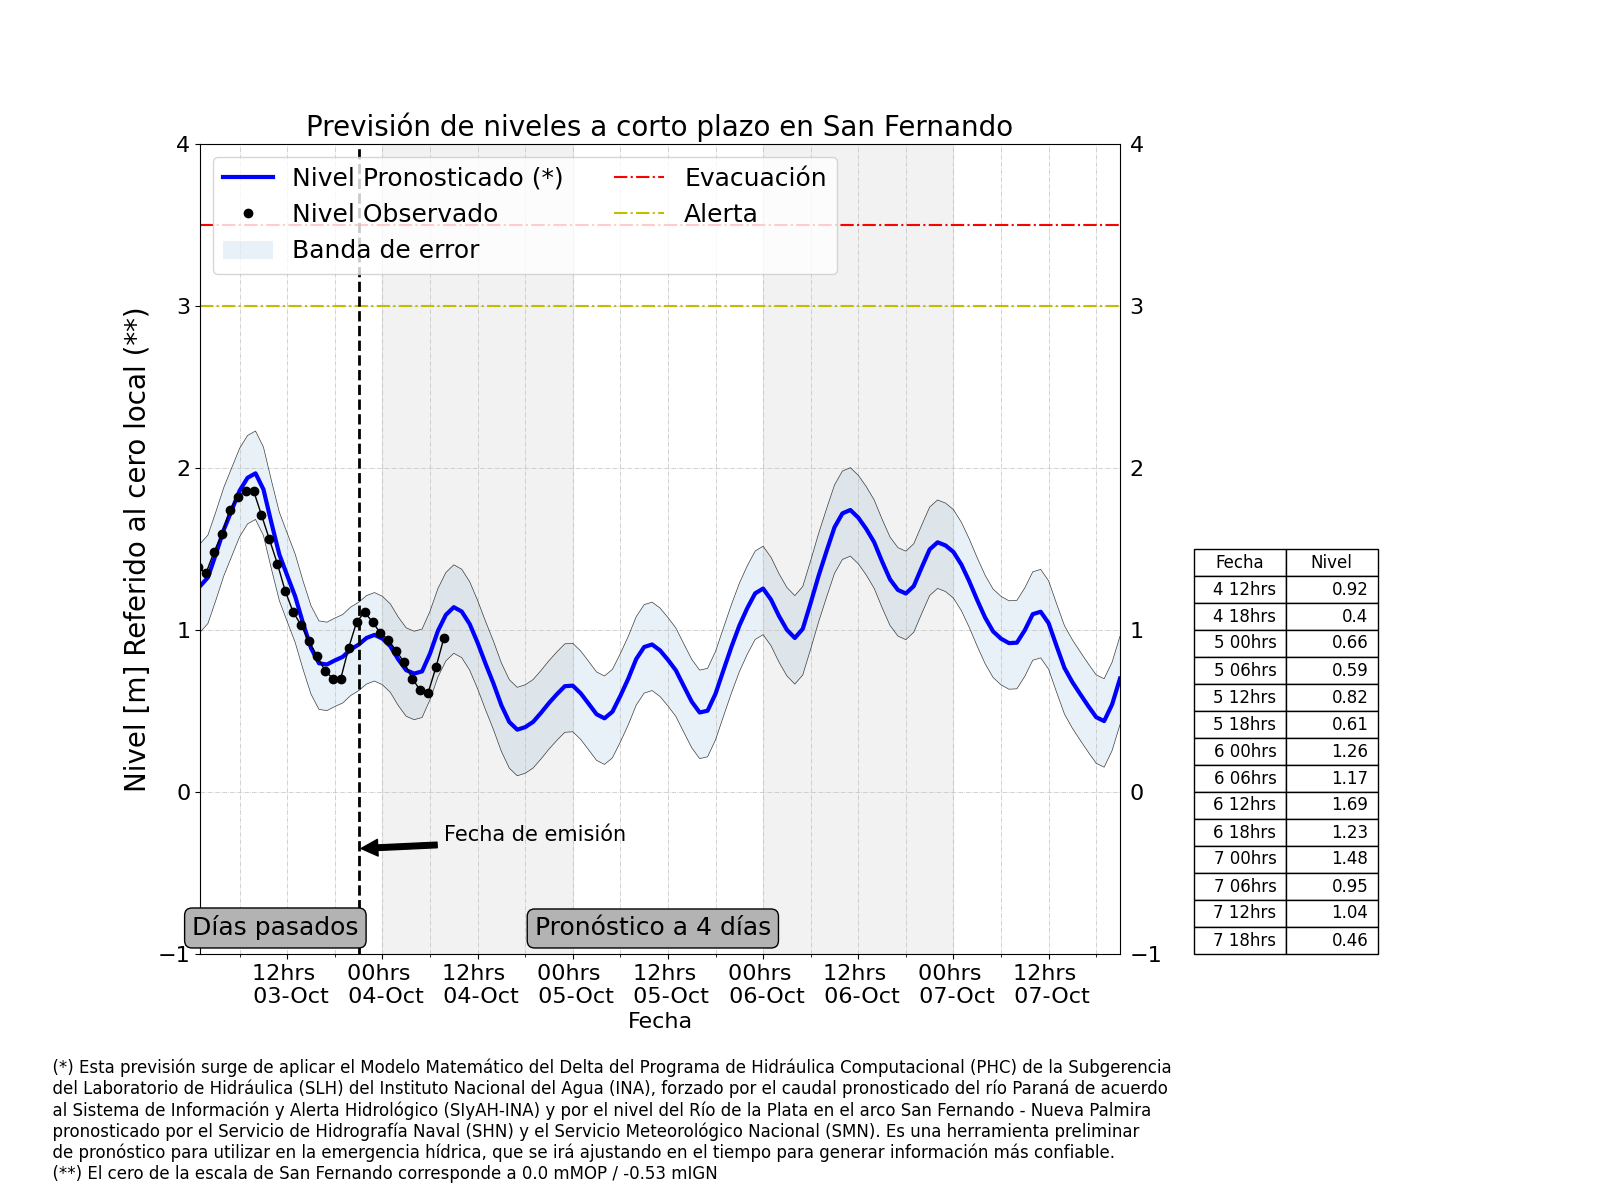 Previsión de niveles a corto plazo en San Fernando
Nivel Pronosticado (*)
Nivel Observado
Banda de error
Evacuación
Alerta
Nivel [m] Referido al cero local (**)
4
3
2
1
0
−1
4
3
2
1
0
−1
Fecha de emisión
Días pasados
Pronóstico a 4 días
12hrs 00hrs 12hrs 00hrs 12hrs 00hrs 12hrs 00hrs 12hrs
03-Oct 04-Oct 04-Oct 05-Oct 05-Oct 06-Oct 06-Oct 07-Oct 07-Oct
Fecha
Fecha Nivel
4 12hrs 0.92
4 18hrs 0.4
5 00hrs 0.66
5 06hrs 0.59
5 12hrs 0.82
5 18hrs 0.61
6 00hrs 1.26
6 06hrs 1.17
6 12hrs 1.69
6 18hrs 1.23
7 00hrs 1.48
7 06hrs 0.95
7 12hrs 1.04
7 18hrs 0.46
(*) Esta previsión surge de aplicar el Modelo Matemático del Delta del Programa de Hidráulica Computacional (PHC) de la Subgerencia
del Laboratorio de Hidráulica (SLH) del Instituto Nacional del Agua (INA), forzado por el caudal pronosticado del río Paraná de acuerdo
al Sistema de Información y Alerta Hidrológico (SIyAH-INA) y por el nivel del Río de la Plata en el arco San Fernando - Nueva Palmira
pronosticado por el Servicio de Hidrografía Naval (SHN) y el Servicio Meteorológico Nacional (SMN). Es una herramienta preliminar
de pronóstico para utilizar en la emergencia hídrica, que se irá ajustando en el tiempo para generar información más confiable.
(**) El cero de la escala de San Fernando corresponde a 0.0 mMOP / -0.53 mIGN